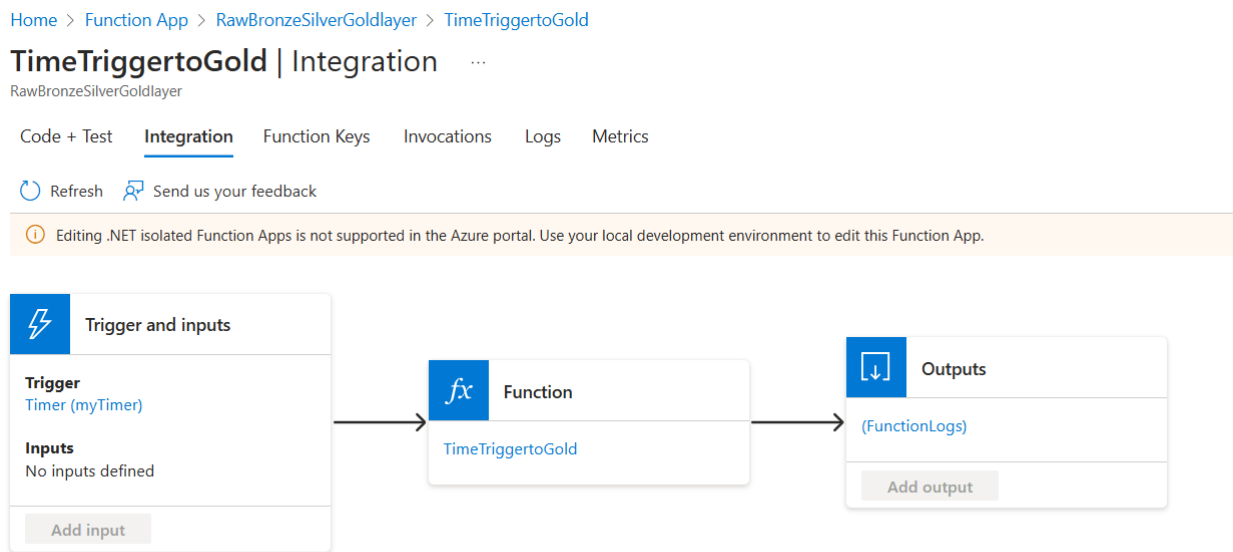 Home > Function App > RawBronzeSilverGoldlayer > TimeTriggertoGold
TimeTriggertoGold | Integration ...
RawBronzeSilverGoldlayer
Code + Test Integration Function Keys Invocations Logs Metrics
Refresh Send us your feedback
Editing .NET isolated Function Apps is not supported in the Azure portal. Use your local development environment to edit this Function App.
Trigger and inputs
Trigger
Timer (myTimer)
Inputs
No inputs defined
Add input
fx Function
TimeTriggertoGold
Outputs
(FunctionLogs)
Add output